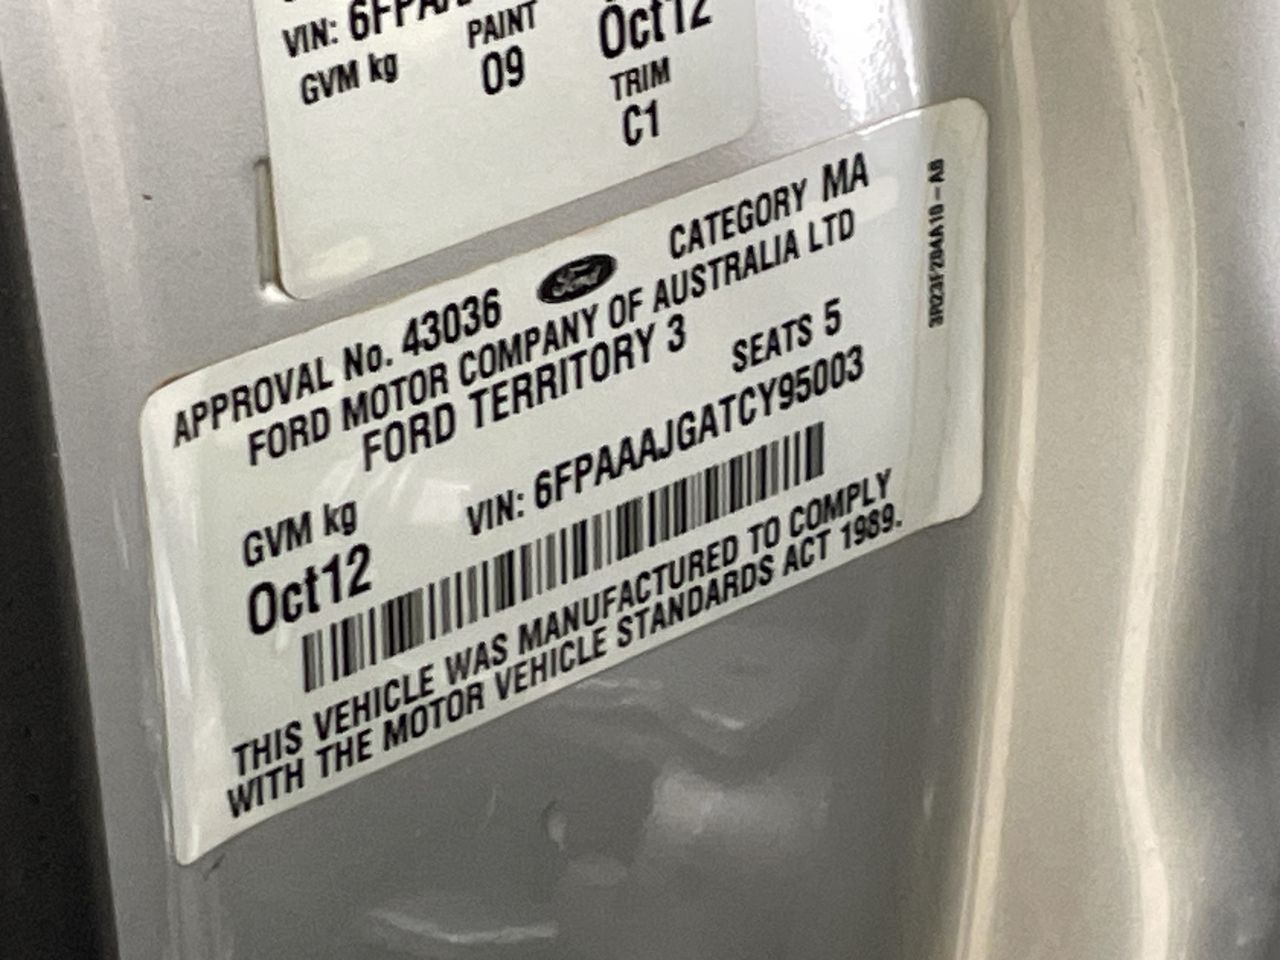 VIN: 6FPAA
PAINT
Oct12
GVM kg
09
TRIM
C1
APPROVAL No. 43036 Ford CATEGORY MA
FORD MOTOR COMPANY OF AUSTRALIA LTD
FORD TERRITORY 3
SEATS 5
GVM kg
VIN: 6FPAAAJGATCY95003
Oct12
THIS VEHICLE WAS MANUFACTURED TO COMPLY
WITH THE MOTOR VEHICLE STANDARDS ACT 1989.